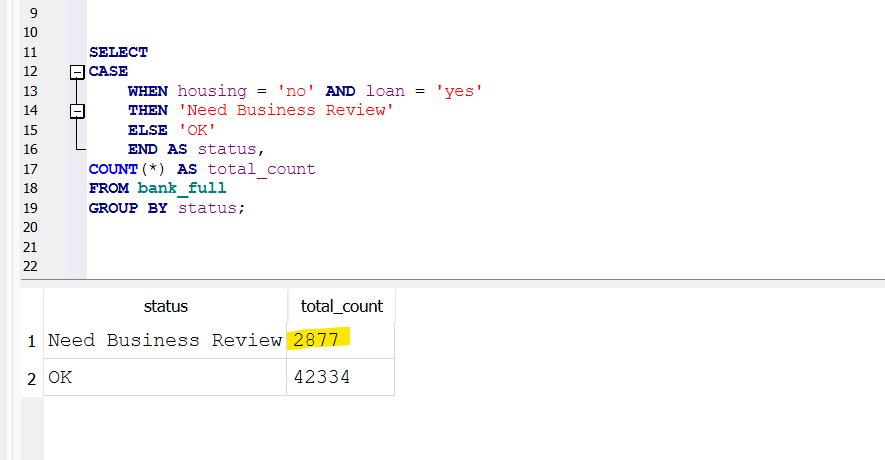 9
10
11 SELECT
12 CASE
13 WHEN housing = 'no' AND loan = 'yes'
14 THEN 'Need Business Review'
15 ELSE 'OK'
16 END AS status,
17 COUNT(*) AS total_count
18 FROM bank_full
19 GROUP BY status;
20
21
22
status total_count
1 Need Business Review 2877
2 OK 42334